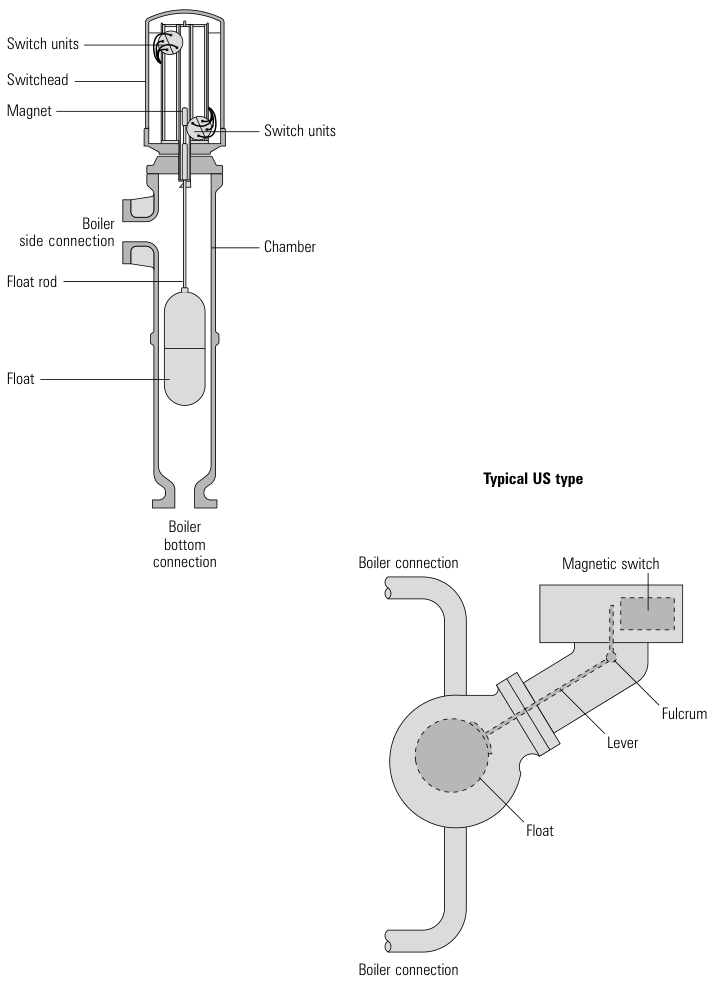 Switch units
Switchead
Magnet
Switch units
Boiler
side connection
Chamber
Float rod
Float
Boiler
bottom
connection
Typical US type
Boiler connection
Magnetic switch
Fulcrum
Lever
Float
Boiler connection